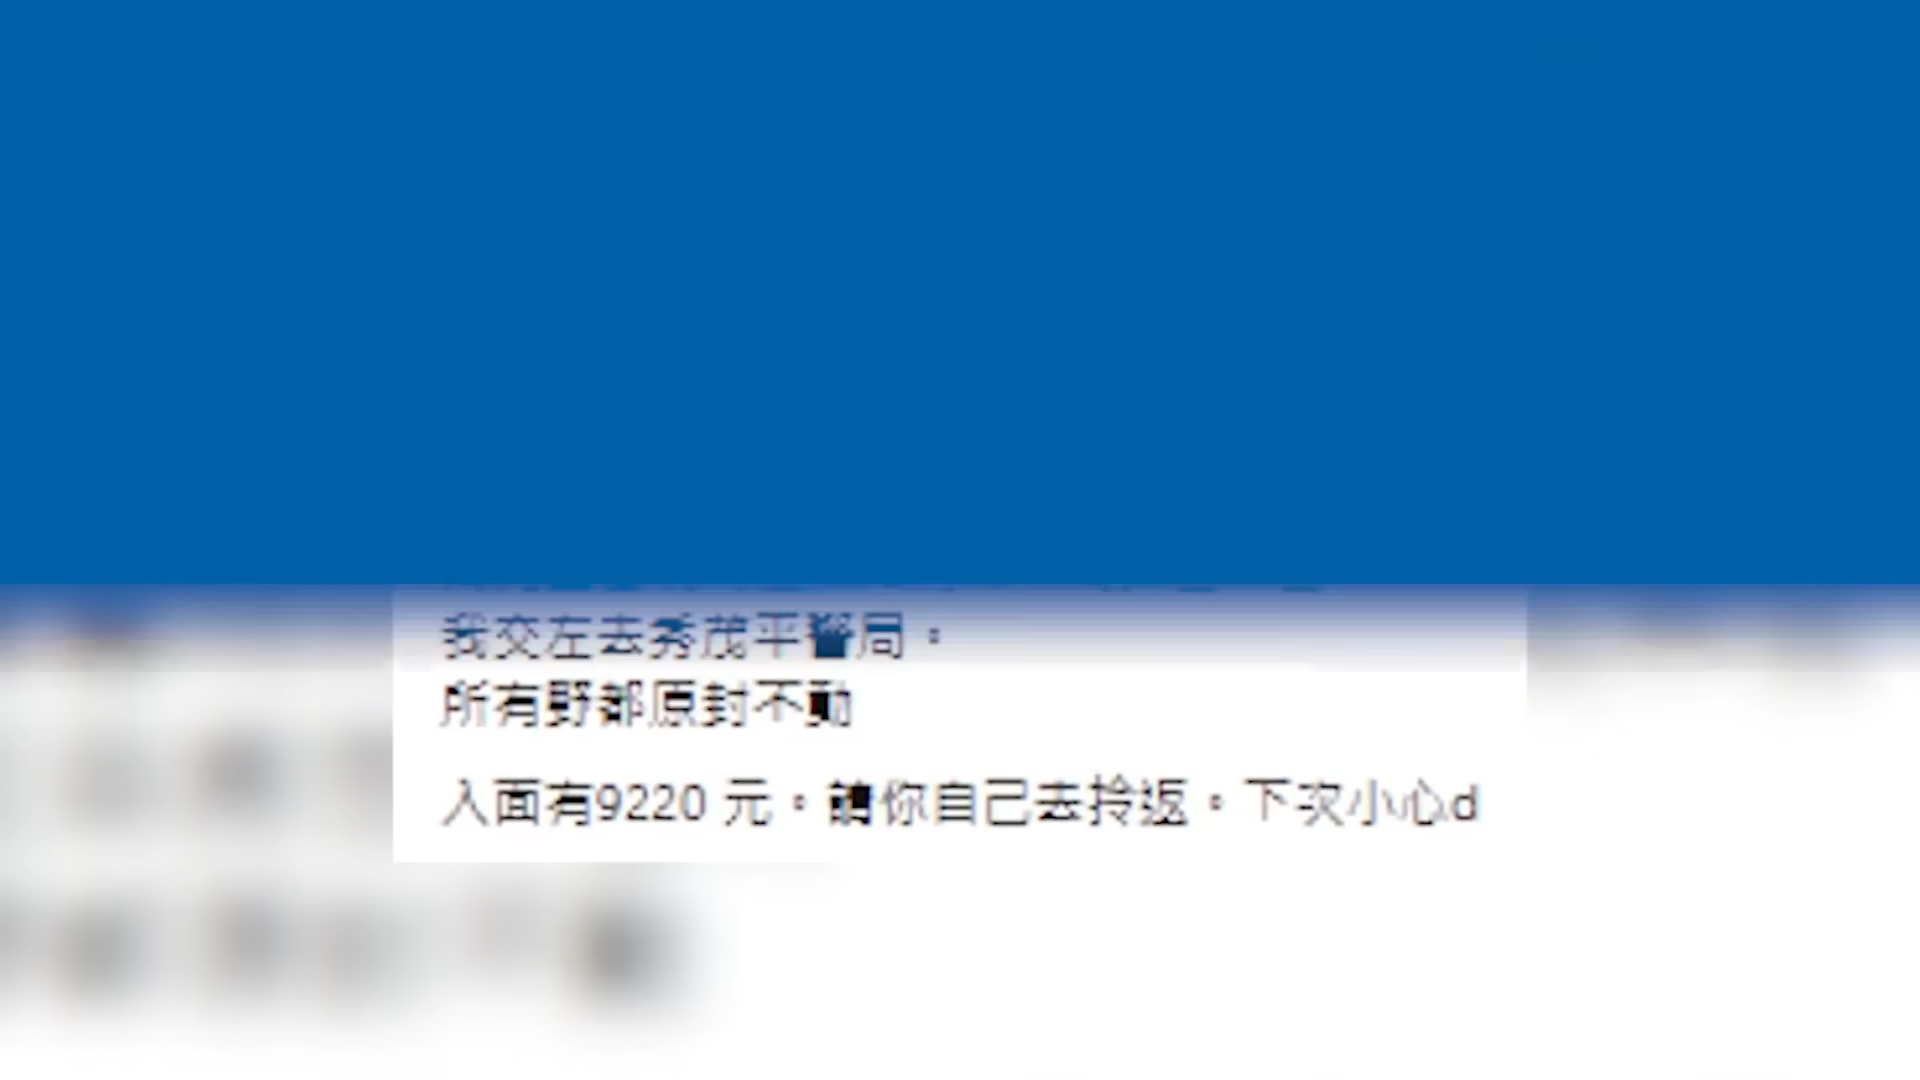 我交左去秀茂平警局。
所有野都原封不動
入面有9220 元。請你自己去拎返。下次小心d